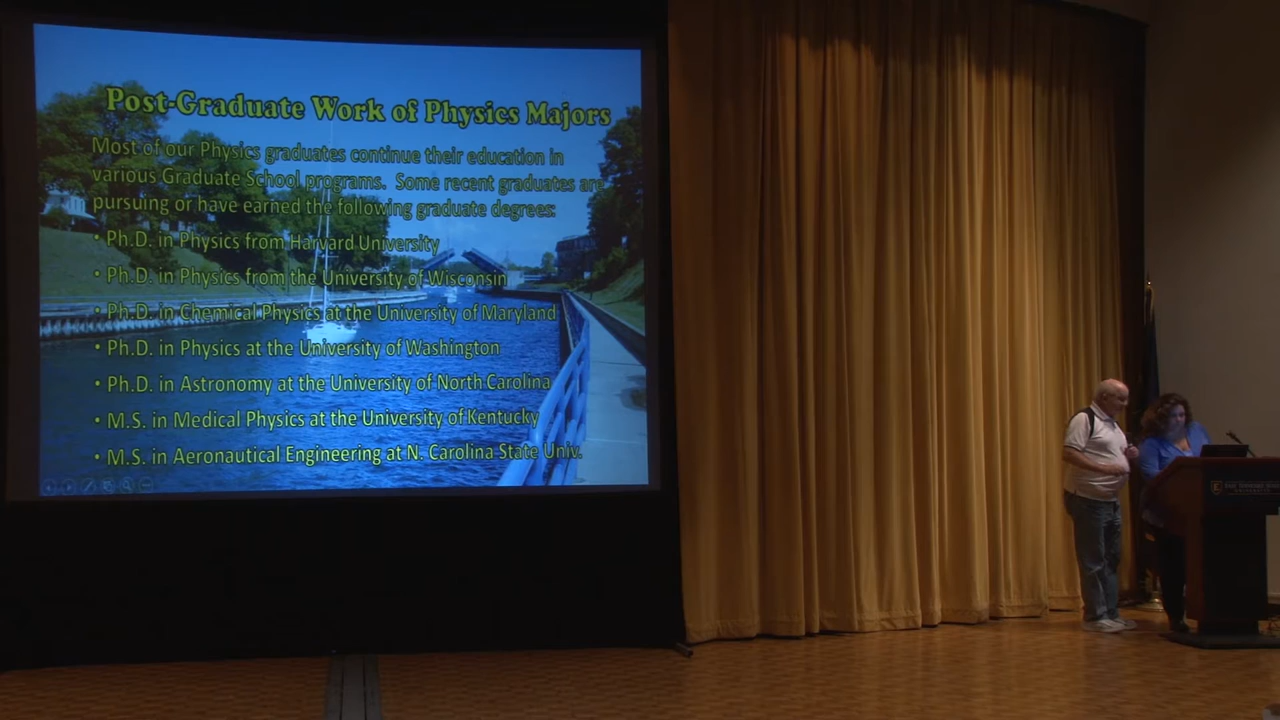 Post-Graduate Work of Physics Majors
Most of our Physics graduates continue their education in
various Graduate School programs. Some recent graduates are
pursuing or have earned the following graduate degrees:
• Ph.D. in Physics from Harvard University
• Ph.D. in Physics from the University of Wisconsin
• Ph.D. in Chemical Physics at the University of Maryland
• Ph.D. in Physics at the University of Washington
• Ph.D. in Astronomy at the University of North Carolina
• M.S. in Medical Physics at the University of Kentucky
• M.S. in Aeronautical Engineering at N. Carolina State Univ.
East Tennessee State
UNIVERSITY